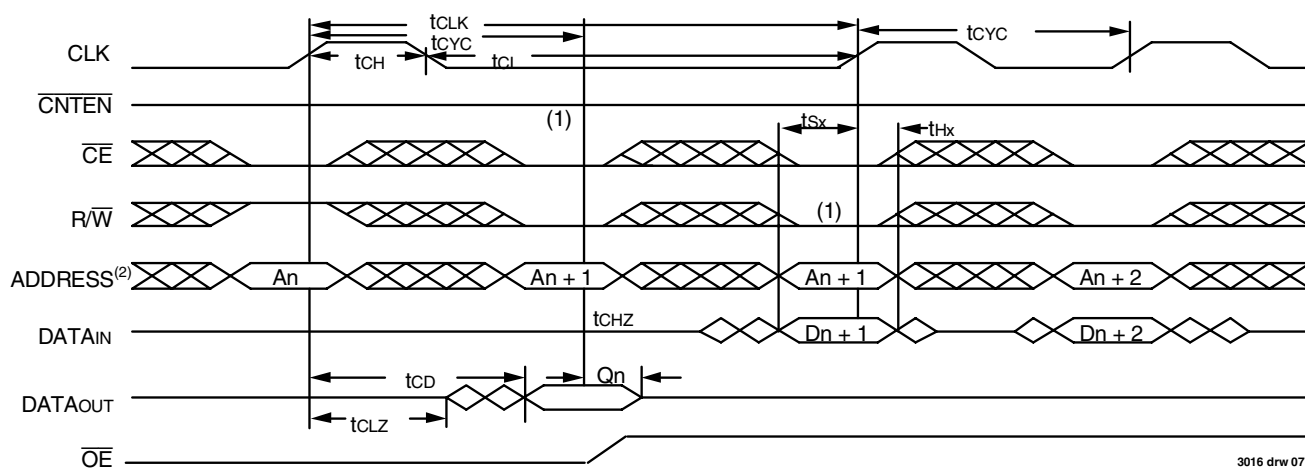 tCLK
tCYC
tCYC
CLK
tCH
tCL
CNTEN
(1)
tSx
tHx
CE
R/W
(1)
ADDRESS(2)
An
An + 1
An + 1
An + 2
DATAIN
tCHZ
Dn + 1
Dn + 2
tCD
Qn
DATAOUT
tCLZ
OE
3016 drw 07